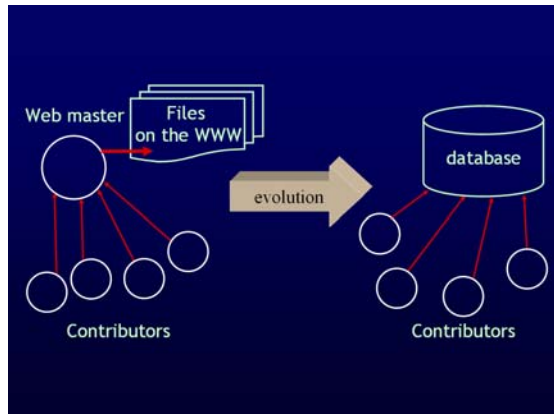 Web master
Files
on the WWW
evolution
database
Contributors
Contributors